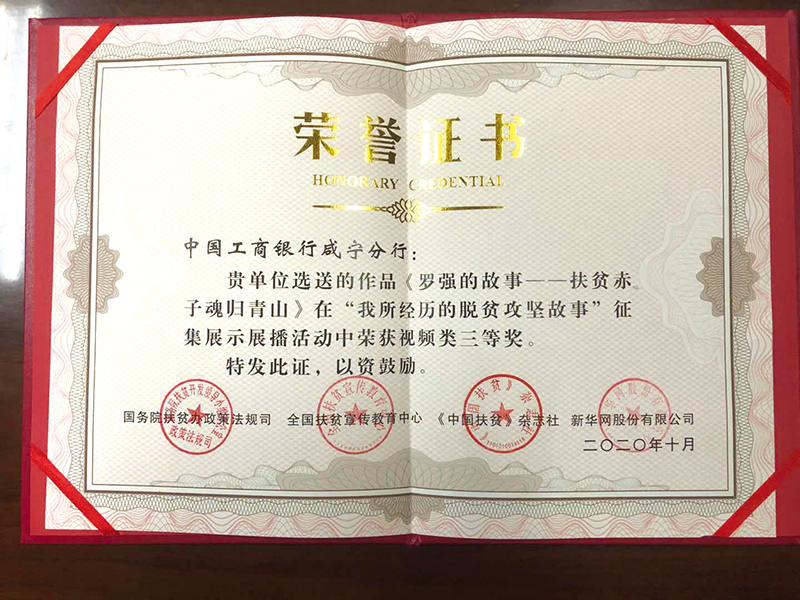 荣誉证书
HONORARY CREDENTIAL
中国工商银行咸宁分行：
贵单位选送的作品《罗强的故事——扶贫赤
子魂归青山》在“我所经历的脱贫攻坚故事”征
集展示展播活动中荣获视频类三等奖。
特发此证，以资鼓励。
国务院扶贫办政策法规司 全国扶贫宣传教育中心 《中国扶贫》杂志社 新华网股份有限公司
二〇二〇年十月
政策法规司